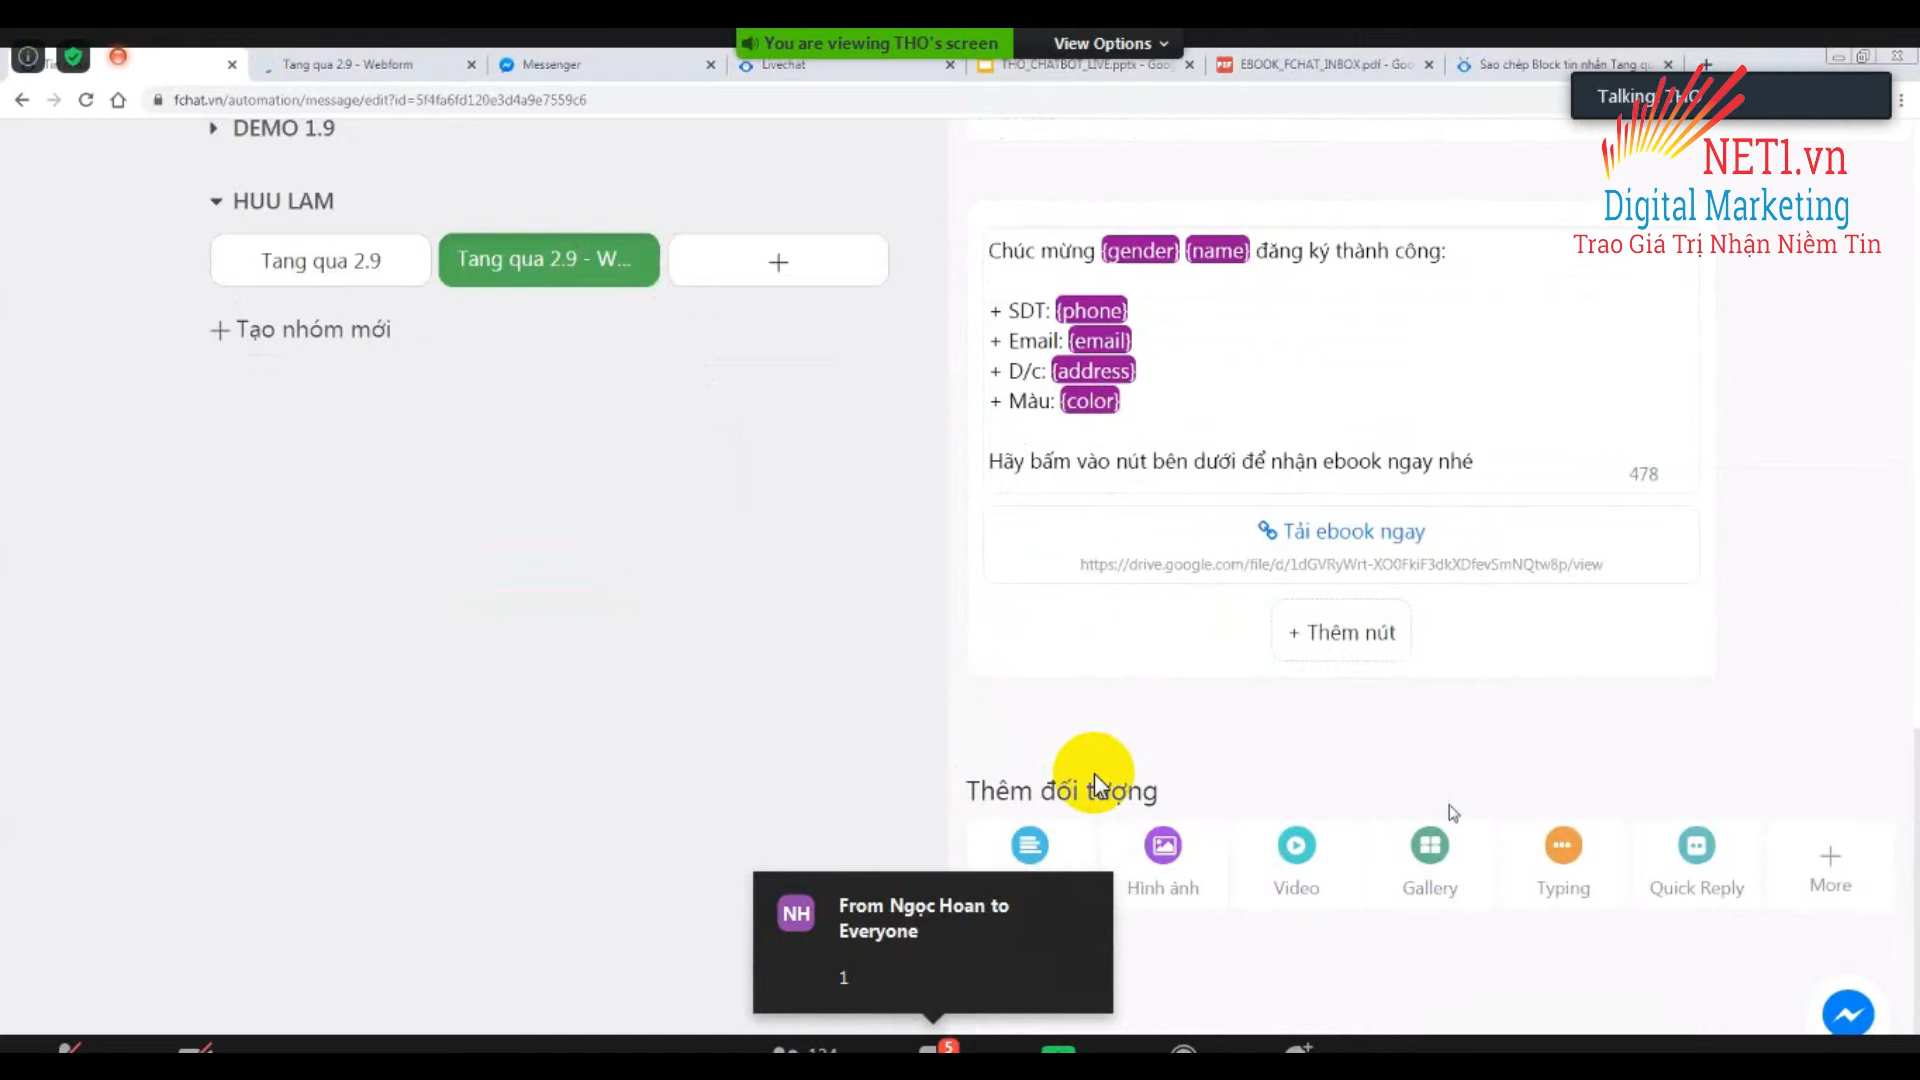 You are viewing THO's screen
View Options
Tang qua 2.9 - Webform
Messenger
Livechat
THO_CHATBOT_LIVE.pptx - Goo
EBOOK_FCHAT_INBOX.pdf - Goo
Sao chép Block tin nhắn Tang qu
fchat.vn/automation/message/edit?id=5f4fa6fd120e3d4a9e7559c6
Talking: THO
NET1.vn
Digital Marketing
Trao Giá Trị Nhận Niềm Tin
DEMO 1.9
HUU LAM
Tang qua 2.9
Tang qua 2.9 - W...
+
+ Tạo nhóm mới
Chúc mừng {gender} {name} đăng ký thành công:
+ SDT: {phone}
+ Email: {email}
+ D/c: {address}
+ Màu: {color}
Hãy bấm vào nút bên dưới để nhận ebook ngay nhé
478
Tải ebook ngay
https://drive.google.com/file/d/1dGVRyWrt-XO0FkiF3dkXDfevSmNQtw8p/view
+ Thêm nút
Thêm đối tượng
Hình ảnh
Video
Gallery
Typing
Quick Reply
More
NH
From Ngọc Hoan to
Everyone
1
5